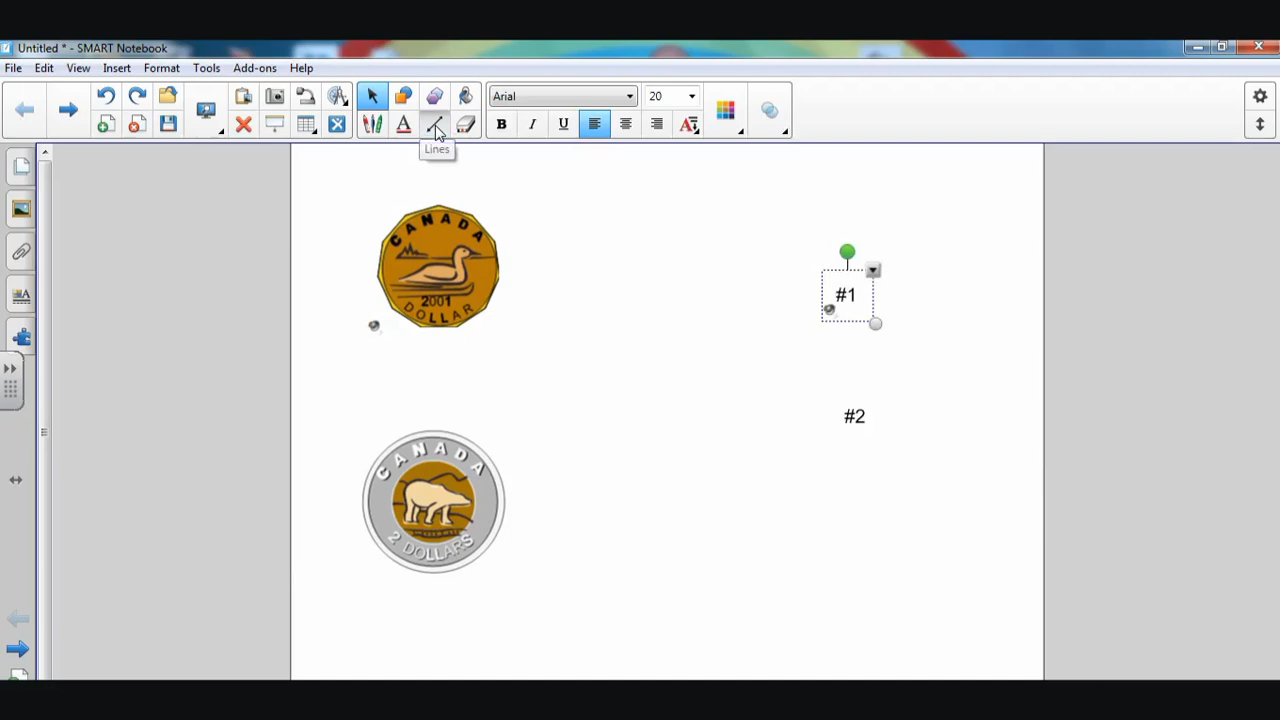 Untitled * - SMART Notebook
File Edit View Insert Format Tools Add-ons Help
Arial 20
B I U
Lines
CANADA
2001
DOLLAR
#1
#2
CANADA
2 DOLLARS